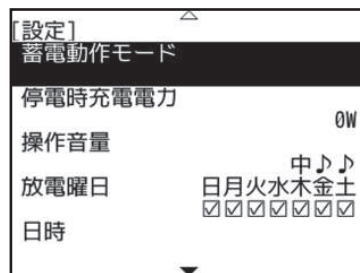 [設定]
蓄電動作モード
停電時充電電力
0W
操作音量
中♪♪
放電曜日 日月火水木金土
☑☑☑☑☑☑☑
日時